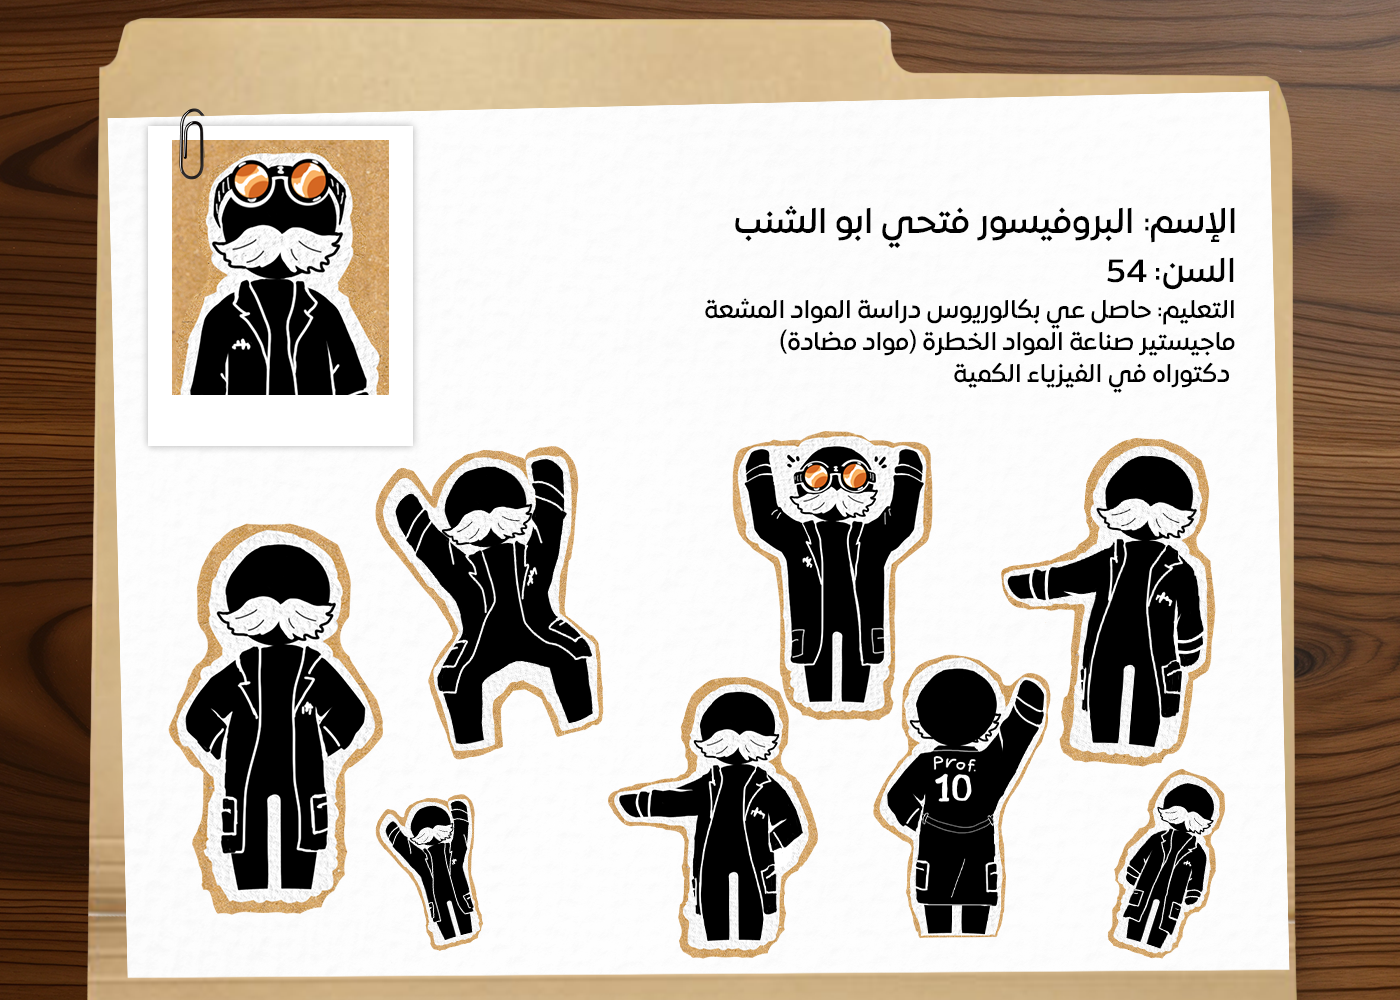 الإسم: البروفيسور فتحي ابو الشنب
السن: 54
التعليم: حاصل عي بكالوريوس دراسة المواد المشعة
ماجيستير صناعة المواد الخطرة (مواد مضادة)
دكتوراه في الفيزياء الكمية
Prof.
10